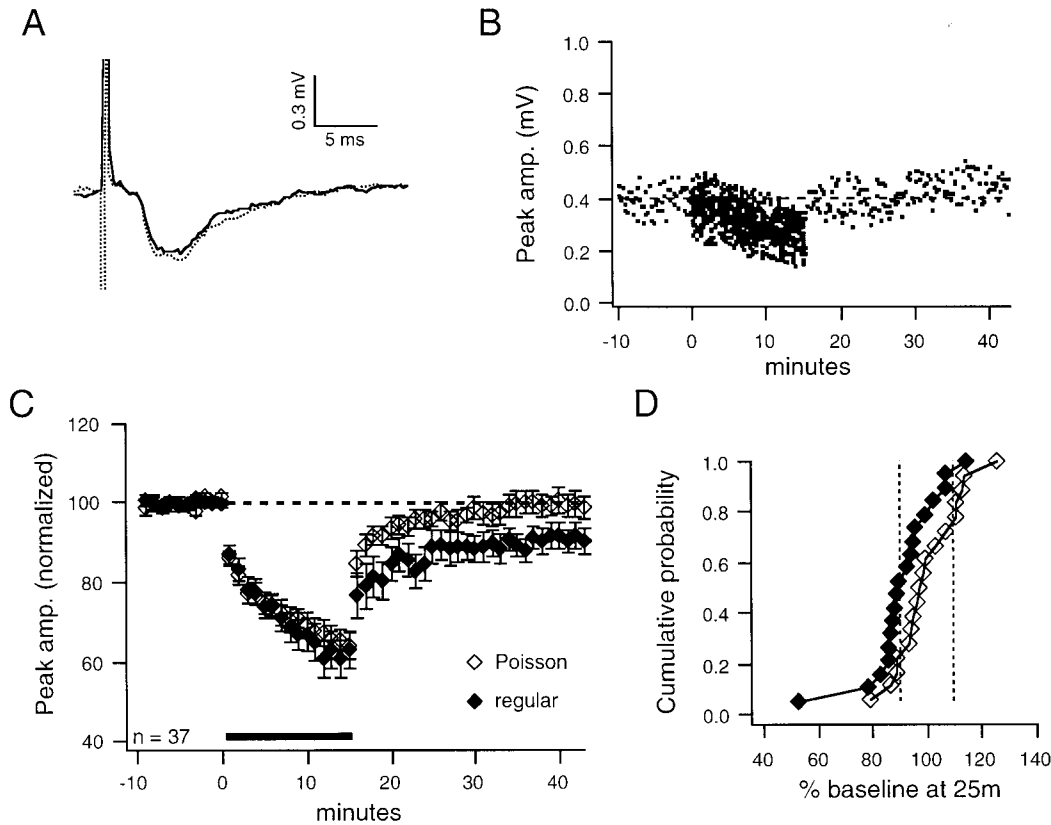 A
0.3 mV
5 ms
B
Peak amp. (mV)
1.0
0.8
0.6
0.4
0.2
0.0
-10 0 10 20 30 40
minutes
C
Peak amp. (normalized)
120
100
80
60
40
Poisson
regular
n = 37
-10 0 10 20 30 40
minutes
D
Cumulative probability
1.0
0.8
0.6
0.4
0.2
0.0
40 60 80 100 120 140
% baseline at 25m